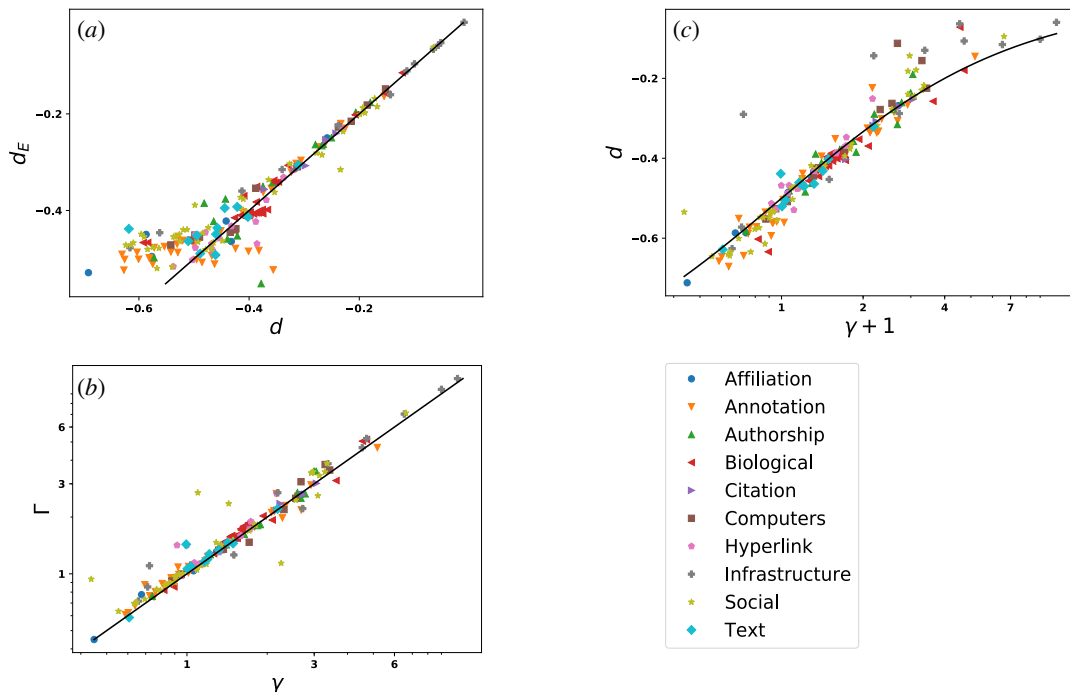 (a)
−0.2
−0.4
−0.6
−0.4
−0.2
d_E
d
(c)
−0.2
−0.4
−0.6
1
2
4
7
d
γ + 1
(b)
6
3
1
1
3
6
Γ
γ
Affiliation
Annotation
Authorship
Biological
Citation
Computers
Hyperlink
Infrastructure
Social
Text